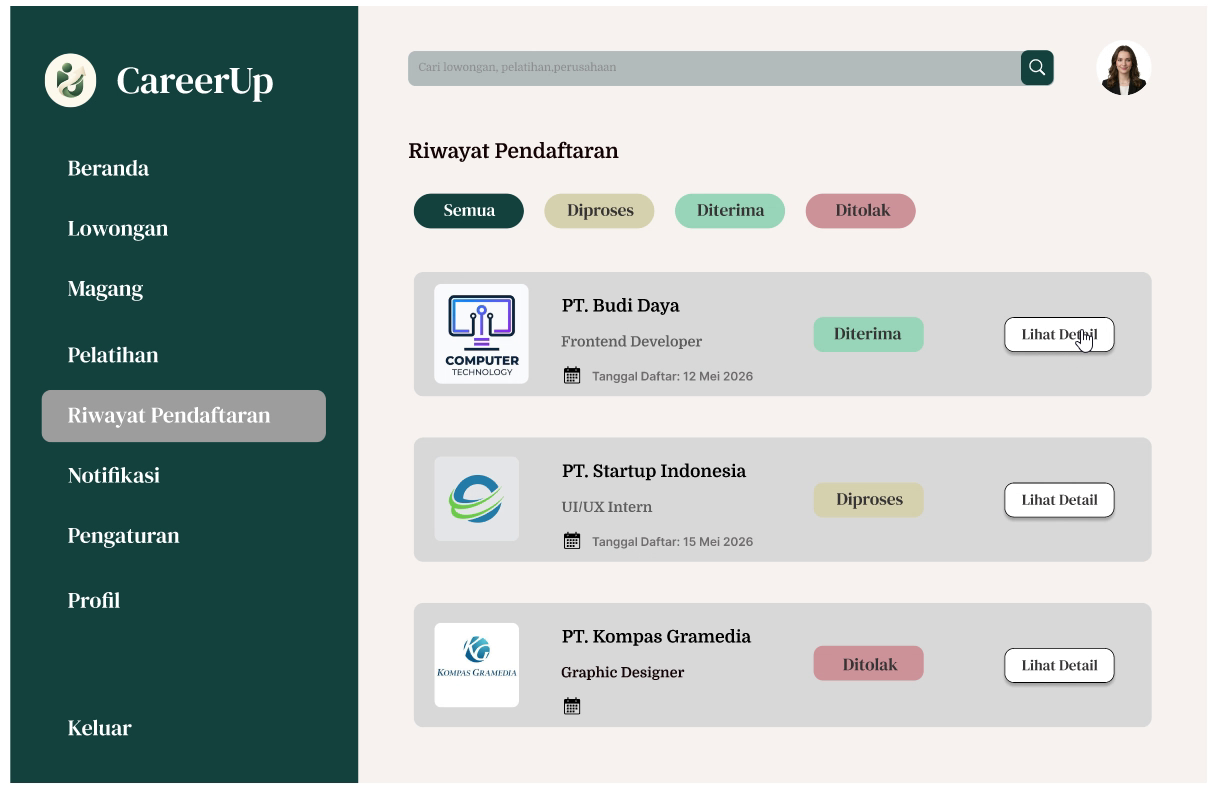 CareerUp
Beranda
Lowongan
Magang
Pelatihan
Riwayat Pendaftaran
Notifikasi
Pengaturan
Profil
Keluar
Cari lowongan, pelatihan,perusahaan
Riwayat Pendaftaran
Semua Diproses Diterima Ditolak
COMPUTER
TECHNOLOGY
PT. Budi Daya
Frontend Developer
Tanggal Daftar: 12 Mei 2026
Diterima
Lihat Detail
PT. Startup Indonesia
UI/UX Intern
Tanggal Daftar: 15 Mei 2026
Diproses
Lihat Detail
KG
KOMPAS GRAMEDIA
PT. Kompas Gramedia
Graphic Designer
Ditolak
Lihat Detail